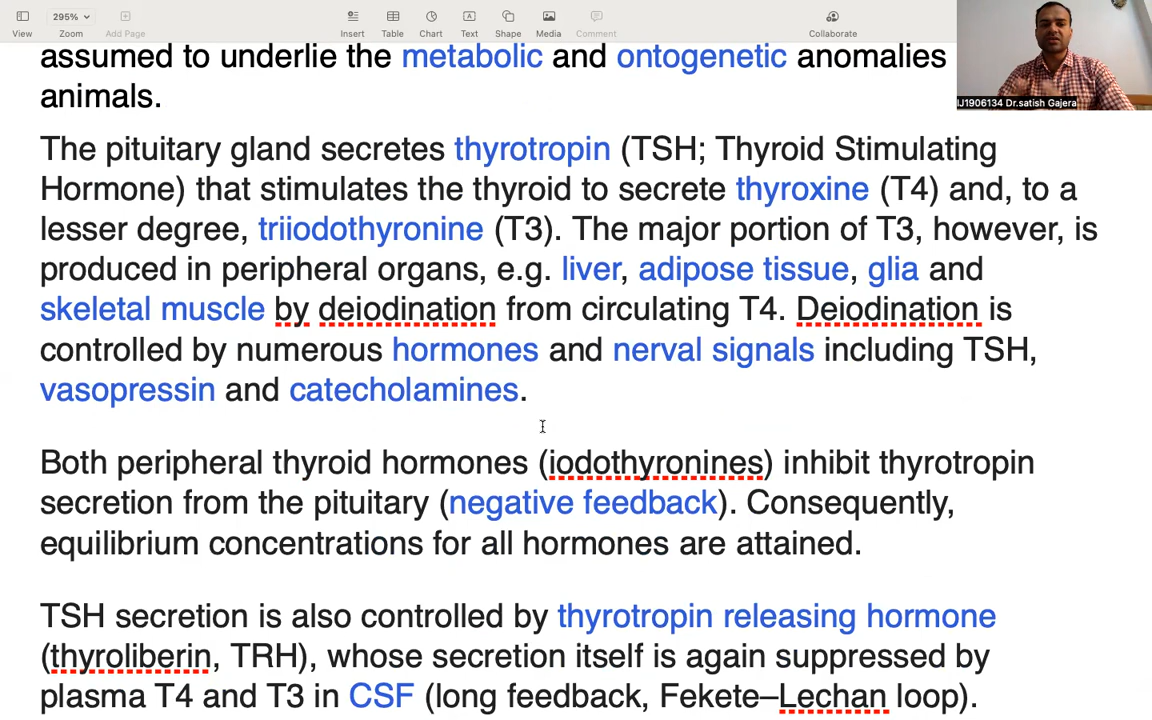 295%
View
Zoom
Add Page
Insert
Table
Chart
Text
Shape
Media
Comment
Collaborate
IJ1906134 Dr.satish Gajera
assumed to underlie the metabolic and ontogenetic anomalies
animals.
The pituitary gland secretes thyrotropin (TSH; Thyroid Stimulating
Hormone) that stimulates the thyroid to secrete thyroxine (T4) and, to a
lesser degree, triiodothyronine (T3). The major portion of T3, however, is
produced in peripheral organs, e.g. liver, adipose tissue, glia and
skeletal muscle by deiodination from circulating T4. Deiodination is
controlled by numerous hormones and nerval signals including TSH,
vasopressin and catecholamines.
Both peripheral thyroid hormones (iodothyronines) inhibit thyrotropin
secretion from the pituitary (negative feedback). Consequently,
equilibrium concentrations for all hormones are attained.
TSH secretion is also controlled by thyrotropin releasing hormone
(thyroliberin, TRH), whose secretion itself is again suppressed by
plasma T4 and T3 in CSF (long feedback, Fekete–Lechan loop).